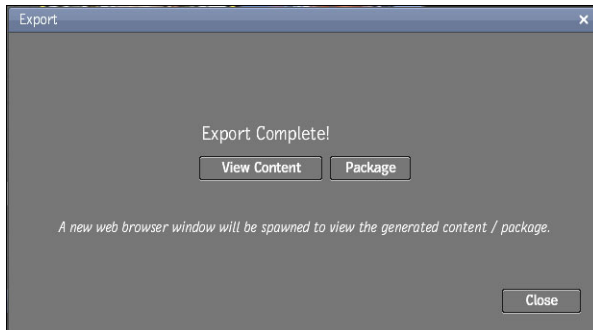 Export
Export Complete!
View Content Package
A new web browser window will be spawned to view the generated content / package.
Close